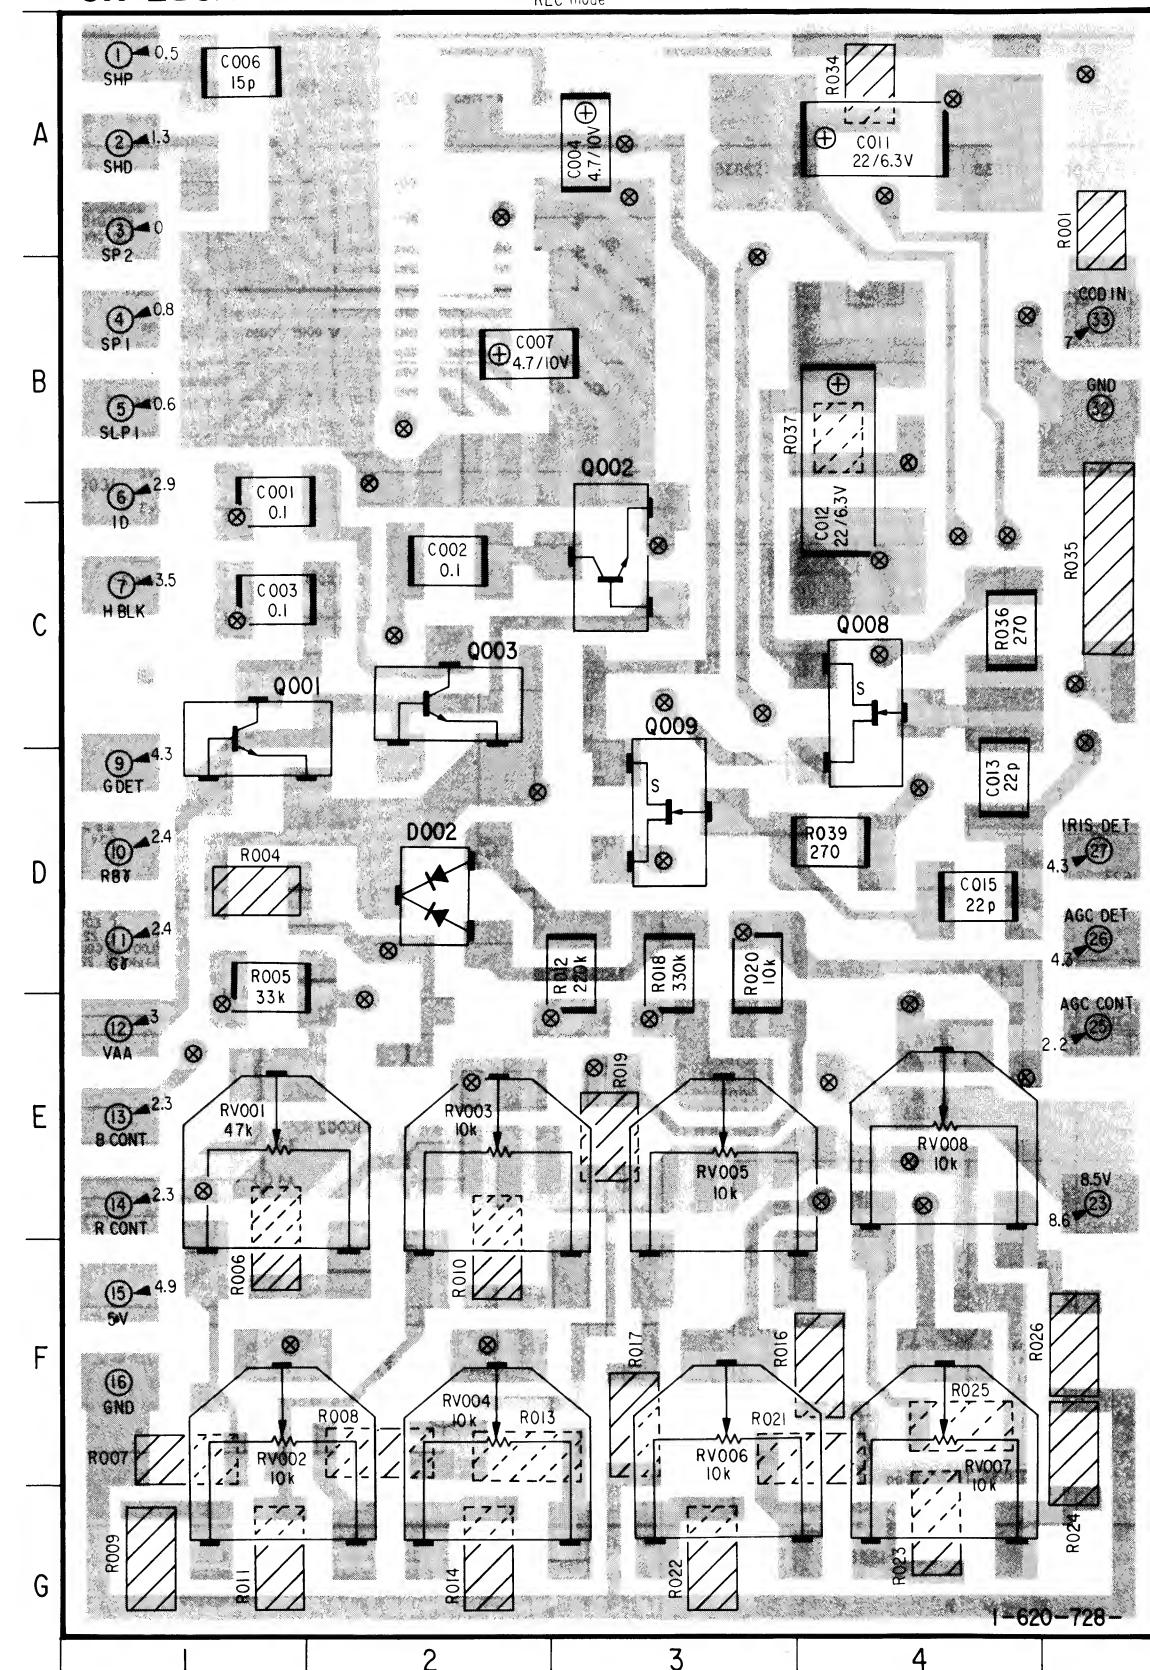 REC mode
1 0.5
SHP
C006
15p
R034
C004
4.7/10V
C011
22/6.3V
A
2 1.3
SHD
3 0
SP2
R001
4 0.8
SP1
C007
4.7/10V
COD IN
33
7
B
5 0.6
SLP1
GND
32
R037
6 2.9
ID
C001
0.1
Q002
C012
22/6.3V
C002
0.1
R035
7 3.5
H BLK
C003
0.1
C
Q008
R036
270
Q003
Q001
S
Q009
9 4.3
G DET
S
C013
22p
10 2.4
RBγ
D002
R039
270
IRIS DET
27
4.3
R004
D
C015
22p
11 2.4
Gγ
AGC DET
26
4.3
R005
33k
R012
220k
R018
330k
R020
10k
12 3
VAA
AGC CONT
25
2.2
R019
E
13 2.3
B CONT
RV001
47k
RV003
10k
RV005
10k
RV008
10k
14 2.3
R CONT
8.5V
23
8.6
R006
R010
15 4.9
5V
F
R017
R016
R026
16
GND
RV004
10k
R025
R007
R008
R013
R021
RV002
10k
RV006
10k
RV007
10k
R009
R011
R014
R022
R023
R024
G
1-620-728-
1
2
3
4